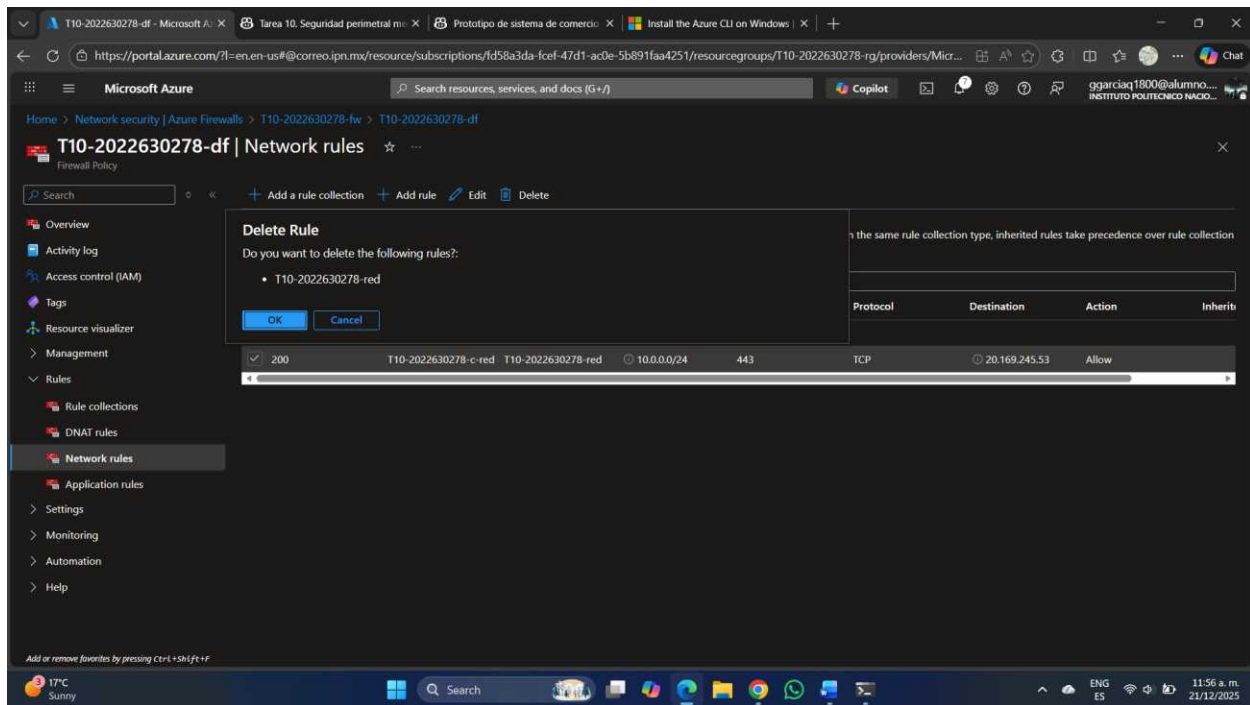 T10-2022630278-df - Microsoft A
Tarea 10. Seguridad perimetral me
Prototipo de sistema de comercio
Install the Azure CLI on Windows |
https://portal.azure.com/?l=en.en-us#@correo.ipn.mx/resource/subscriptions/fd58a3da-fcef-47d1-ac0e-5b891faa4251/resourcegroups/T10-2022630278-rg/providers/Micr...
Chat
Microsoft Azure
Search resources, services, and docs (G+/)
Copilot
ggarciaq1800@alumno....
INSTITUTO POLITECNICO NACIO...
Home > Network security | Azure Firewalls > T10-2022630278-fw > T10-2022630278-df
T10-2022630278-df | Network rules
Firewall Policy
Search
+ Add a rule collection + Add rule Edit Delete
Overview
Activity log
Access control (IAM)
Tags
Resource visualizer
Management
Rules
Rule collections
DNAT rules
Network rules
Application rules
Settings
Monitoring
Automation
Help
Delete Rule
Do you want to delete the following rules?:
• T10-2022630278-red
OK Cancel
the same rule collection type, inherited rules take precedence over rule collection
Protocol Destination Action Inherit
200 T10-2022630278-c-red T10-2022630278-red 10.0.0.0/24 443 TCP 20.169.245.53 Allow
Add or remove favorites by pressing Ctrl+Shift+F
3
17°C
Sunny
Search
ENG
ES
11:56 a. m.
21/12/2025